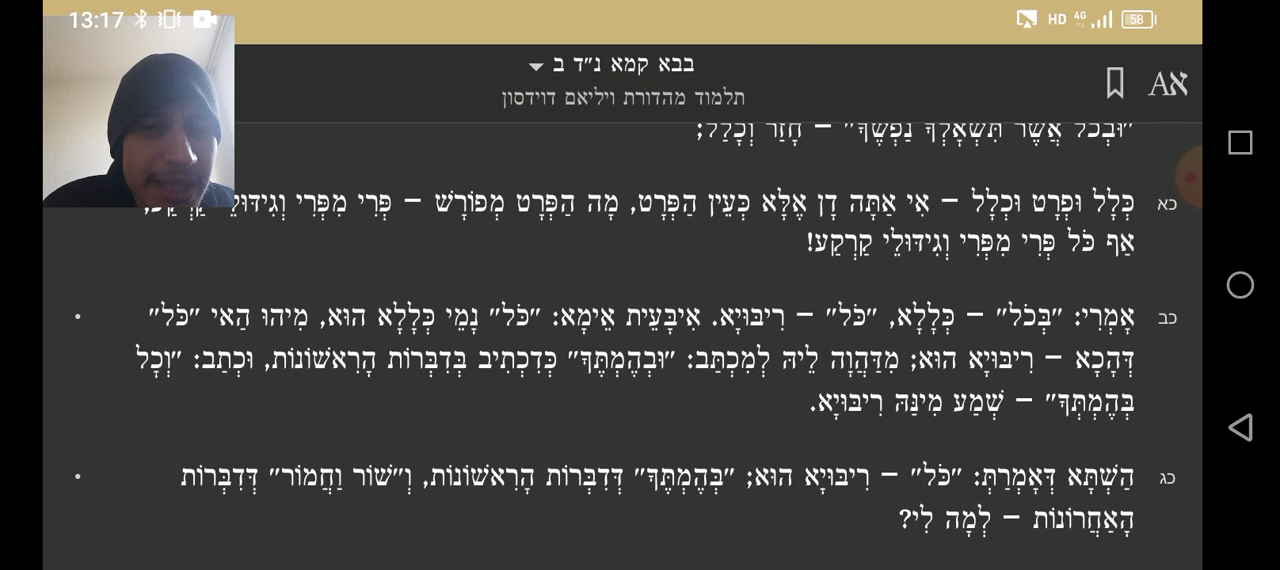 13:17 HD 4G 58
בבא קמא נ״ד ב
תלמוד מהדורת ויליאם דוידסון
אA
״וּבְכֹל אֲשֶׁר תִּשְׁאָלְךָ נַפְשֶׁךָ״ – חָזַר וְכָלַל;
כא
כְּלָל וּפְרָט וּכְלָל – אִי אַתָּה דָן אֶלָּא כְּעֵין הַפְּרָט, מָה הַפְּרָט מְפוֹרָשׁ – פְּרִי מִפְּרִי וְגִידּוּלֵי קַרְקַע,
אַף כֹּל פְּרִי מִפְּרִי וְגִידּוּלֵי קַרְקַע!
כב
אָמְרִי: ״בְּכֹל״ – כְּלָלָא, ״כֹּל״ – רִיבּוּיָא. אִיבָּעֵית אֵימָא: ״כֹּל״ נָמֵי כְּלָלָא הוּא, מִיהוּ הַאי ״כֹּל״
דְּהָכָא – רִיבּוּיָא הוּא; מִדַּהֲוָה לֵיהּ לְמִכְתַּב: ״וּבְהֶמְתֶּךָ״ כְּדִכְתִיב בְּדִבְּרוֹת הָרִאשׁוֹנוֹת, וּכְתַב: ״וְכׇל
בְּהֶמְתְּךָ״ – שְׁמַע מִינַּהּ רִיבּוּיָא.
כג
הַשְׁתָּא דְּאָמְרַתְּ: ״כֹּל״ – רִיבּוּיָא הוּא; ״בְּהֶמְתֶּךָ״ דְּדִבְּרוֹת הָרִאשׁוֹנוֹת, וְ״שׁוֹר וַחֲמוֹר״ דְּדִבְּרוֹת
הָאַחֲרוֹנוֹת – לְמָה לִי?